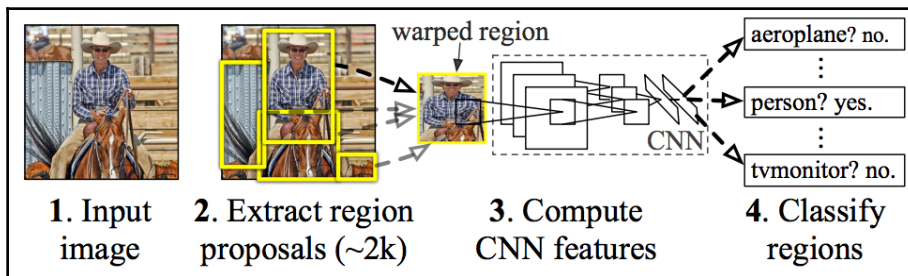 warped region
aeroplane? no.
⋮
person? yes.
CNN
⋮
tvmonitor? no.
1. Input
image
2. Extract region
proposals (~2k)
3. Compute
CNN features
4. Classify
regions